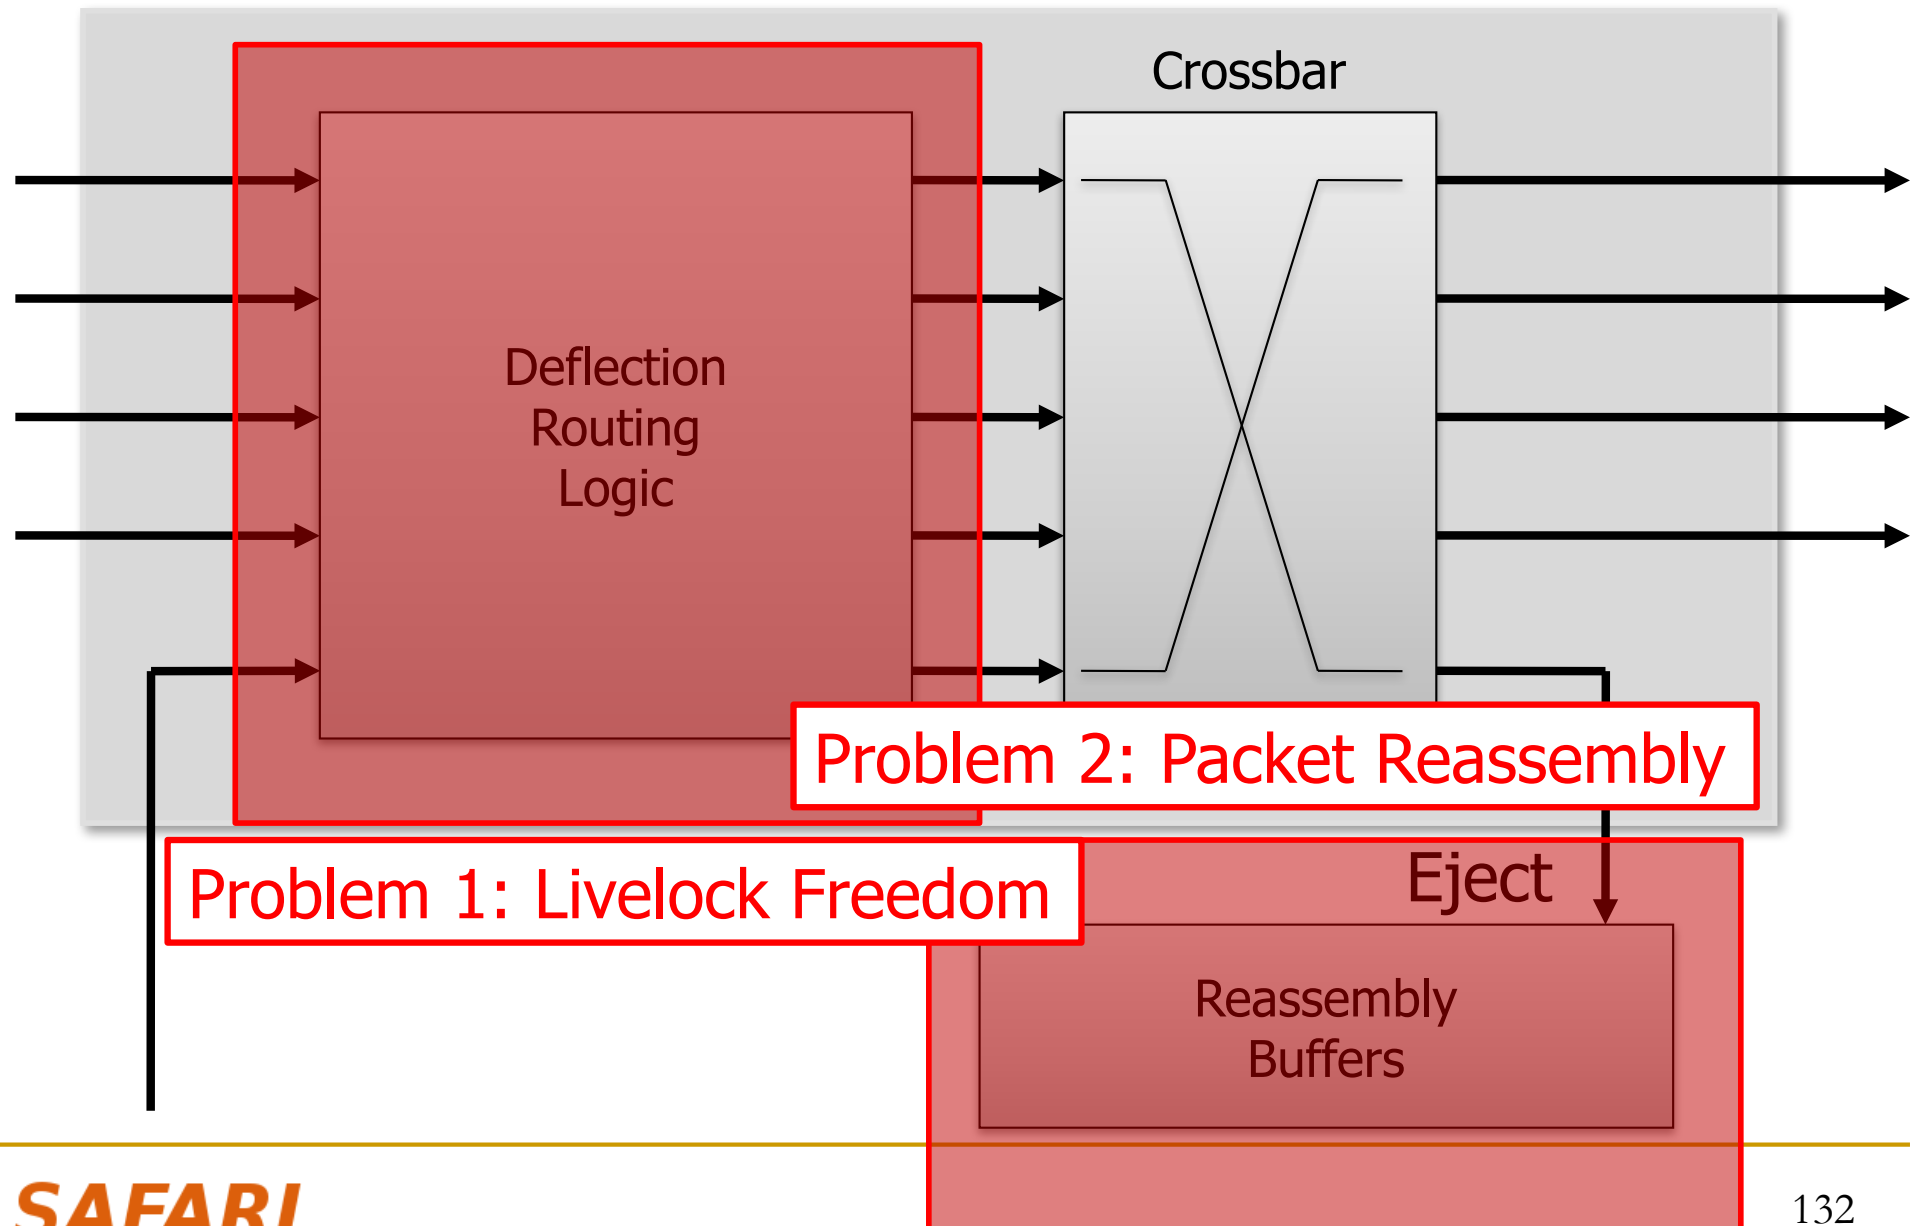 Crossbar
Deflection
Routing
Logic
Problem 2: Packet Reassembly
Problem 1: Livelock Freedom
Eject
Reassembly
Buffers
SAFARI
132